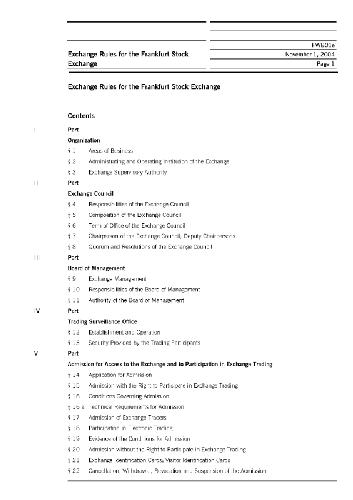 FWB01e
Exchange Rules for the Frankfurt Stock
Exchange
November 1, 2004
Page 1
Exchange Rules for the Frankfurt Stock Exchange
Contents
I Part
Organization
§ 1 Areas of Business
§ 2 Administrating and Operating Institution of the Exchange
§ 3 Exchange Supervisory Authority
II Part
Exchange Council
§ 4 Responsibilities of the Exchange Council
§ 5 Composition of the Exchange Council
§ 6 Term of Office of the Exchange Council
§ 7 Chairperson of the Exchange Council, Deputy Chairpersons
§ 8 Quorum and Resolutions of the Exchange Council
III Part
Board of Management
§ 9 Exchange Management
§ 10 Responsibilities of the Board of Management
§ 11 Authority of the Board of Management
IV Part
Trading Surveillance Office
§ 12 Establishment and Operation
§ 13 Security Provided by the Trading Participants
V Part
Admission for Access to the Exchange and to Participation in Exchange Trading
§ 14 Application for Admission
§ 15 Admission with the Right to Participate in Exchange Trading
§ 16 Conditions Governing Admission
§ 16 a Technical Requirements for Admission
§ 17 Admission of Exchange Traders
§ 18 Participation in Electronic Trading
§ 19 Evidence of the Conditions for Admission
§ 20 Admission without the Right to Participate in Exchange Trading
§ 21 Exchange Identification Cards/Visitor Identification Cards
§ 22 Cancellation, Withdrawal, Revocation and Suspension of the Admission